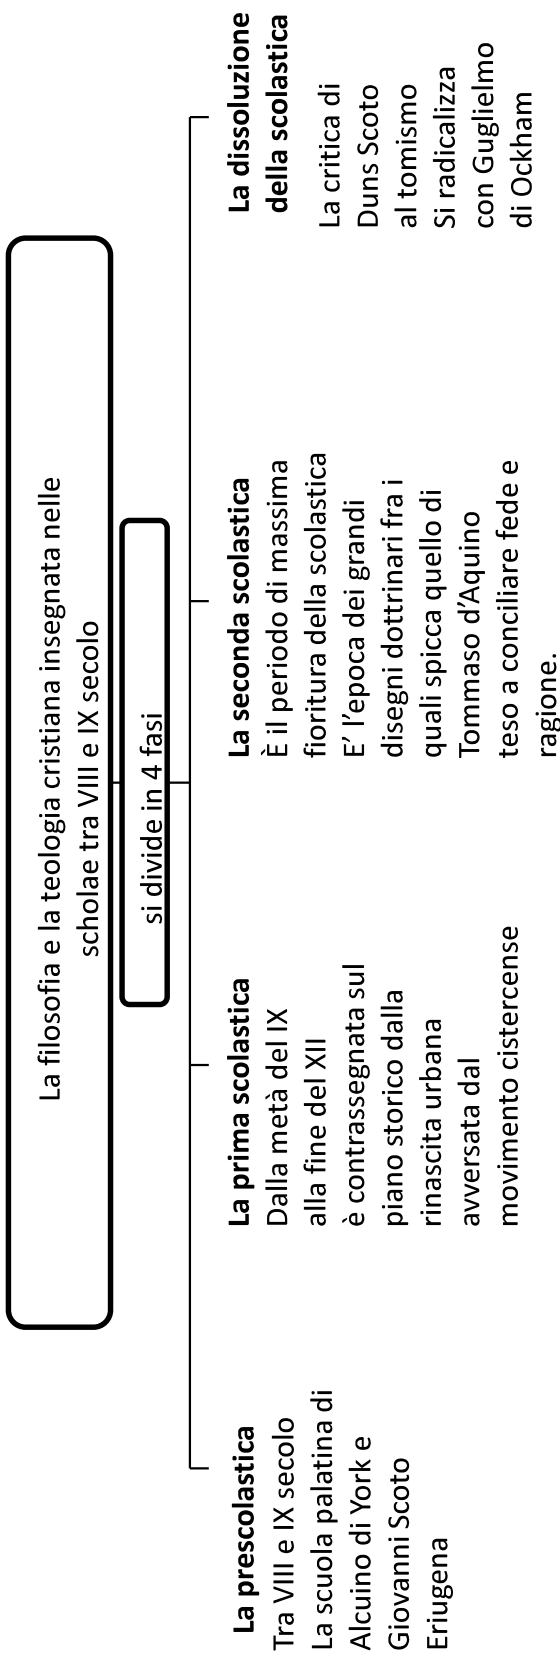 La filosofia e la teologia cristiana insegnata nelle
scholae tra VIII e IX secolo
si divide in 4 fasi
La prescolastica
Tra VIII e IX secolo
La scuola palatina di
Alcuino di York e
Giovanni Scoto
Eriugena
La prima scolastica
Dalla metà del IX
alla fine del XII
è contrassegnata sul
piano storico dalla
rinascita urbana
avversata dal
movimento cistercense
La seconda scolastica
È il periodo di massima
fioritura della scolastica
E' l'epoca dei grandi
disegni dottrinari fra i
quali spicca quello di
Tommaso d'Aquino
teso a conciliare fede e
ragione.
La dissoluzione
della scolastica
La critica di
Duns Scoto
al tomismo
Si radicalizza
con Guglielmo
di Ockham